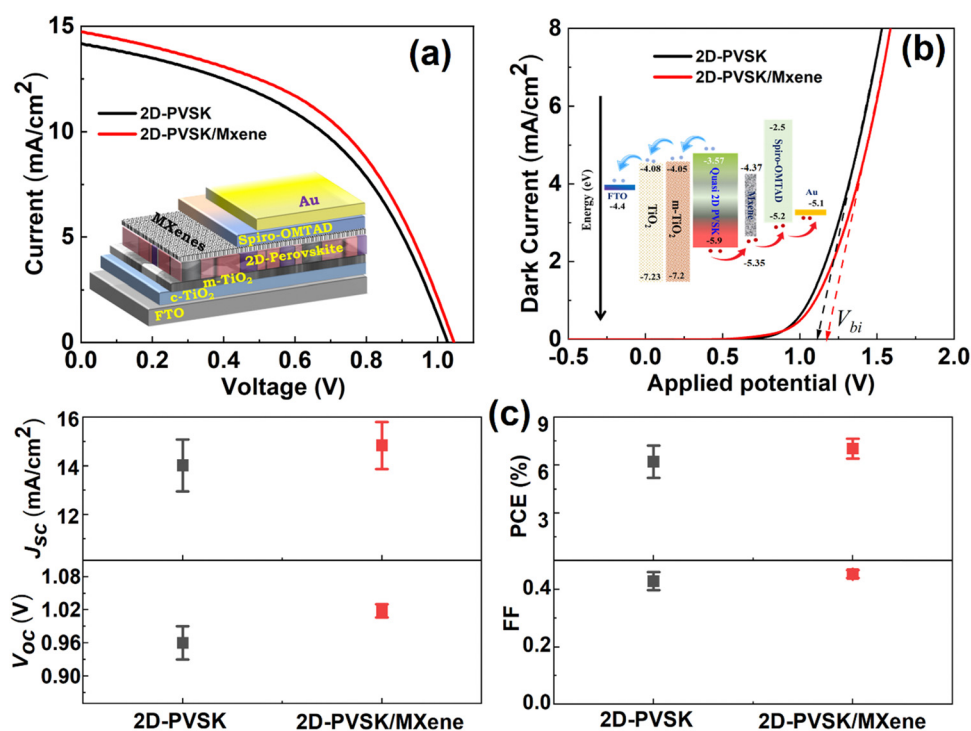 (a)
15
10
5
0
Current (mA/cm²)
2D-PVSK
2D-PVSK/Mxene
MXenes
Au
Spiro-OMTAD
2D-Perovskite
m-TiO₂
c-TiO₂
FTO
0.0 0.2 0.4 0.6 0.8 1.0
Voltage (V)
(b)
8
6
4
2
0
Dark Current (mA/cm²)
2D-PVSK
2D-PVSK/Mxene
Energy (eV)
FTO
-4.4
-4.08
TiO₂
-7.23
-4.05
m-TiO₂
-7.2
-3.57
Quasi 2D PVSK
-5.9
-4.37
Mxene
-5.35
-2.5
Spiro-OMTAD
-5.2
Au
-5.1
Vbi
-0.5 0.0 0.5 1.0 1.5 2.0
Applied potential (V)
(c)
16
14
12
Jsc (mA/cm²)
1.08
1.02
0.96
0.90
Voc (V)
2D-PVSK 2D-PVSK/MXene
9
6
3
PCE (%)
0.4
0.0
FF
2D-PVSK 2D-PVSK/MXene